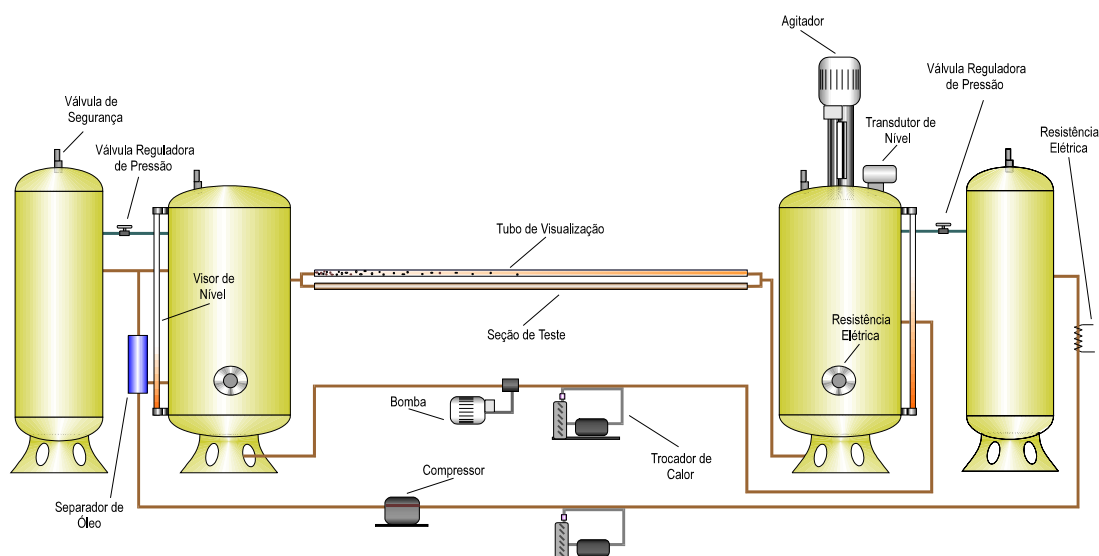 Agitador
Válvula Reguladora
de Pressão
Válvula de
Segurança
Transdutor de
Nível
Resistência
Elétrica
Válvula Reguladora
de Pressão
Tubo de Visualização
Visor de
Nível
Seção de Teste
Resistência
Elétrica
Bomba
Trocador de
Calor
Compressor
Separador de
Óleo